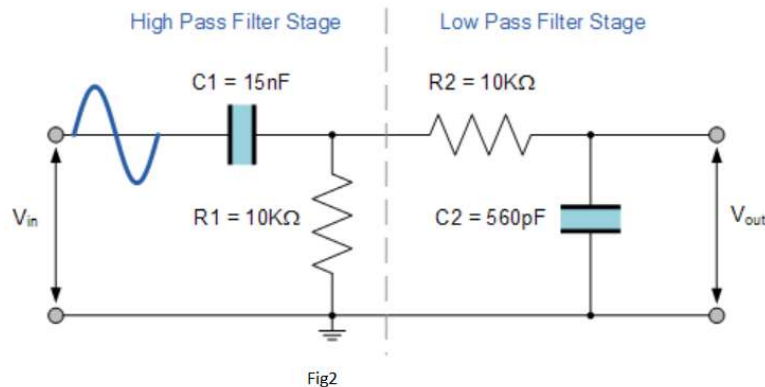 High Pass Filter Stage
Low Pass Filter Stage
C1 = 15nF
R2 = 10KΩ
Vin
R1 = 10KΩ
C2 = 560pF
Vout
Fig2